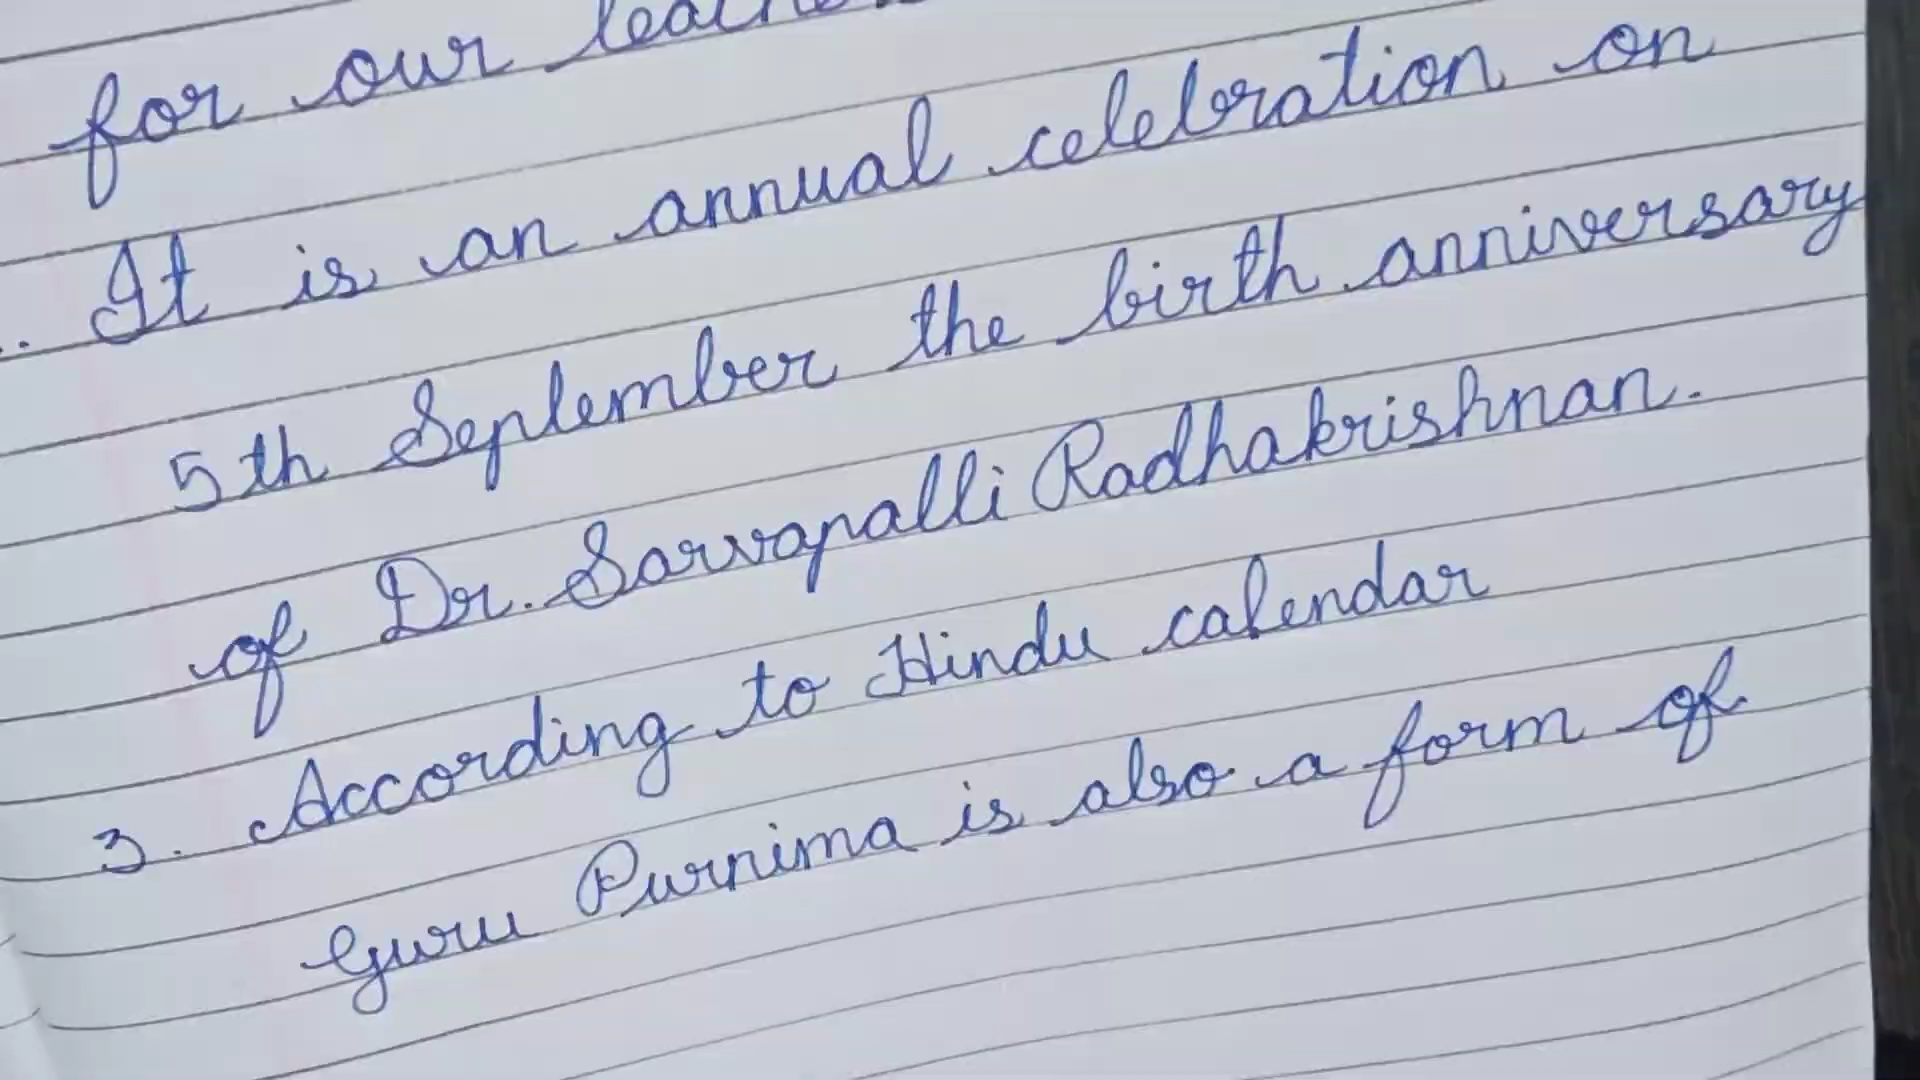 for our
. It is an annual celebration on
5th September the birth anniversary
of Dr. Sarvapalli Radhakrishnan.
3. According to Hindu calendar
Guru Purnima is also a form of